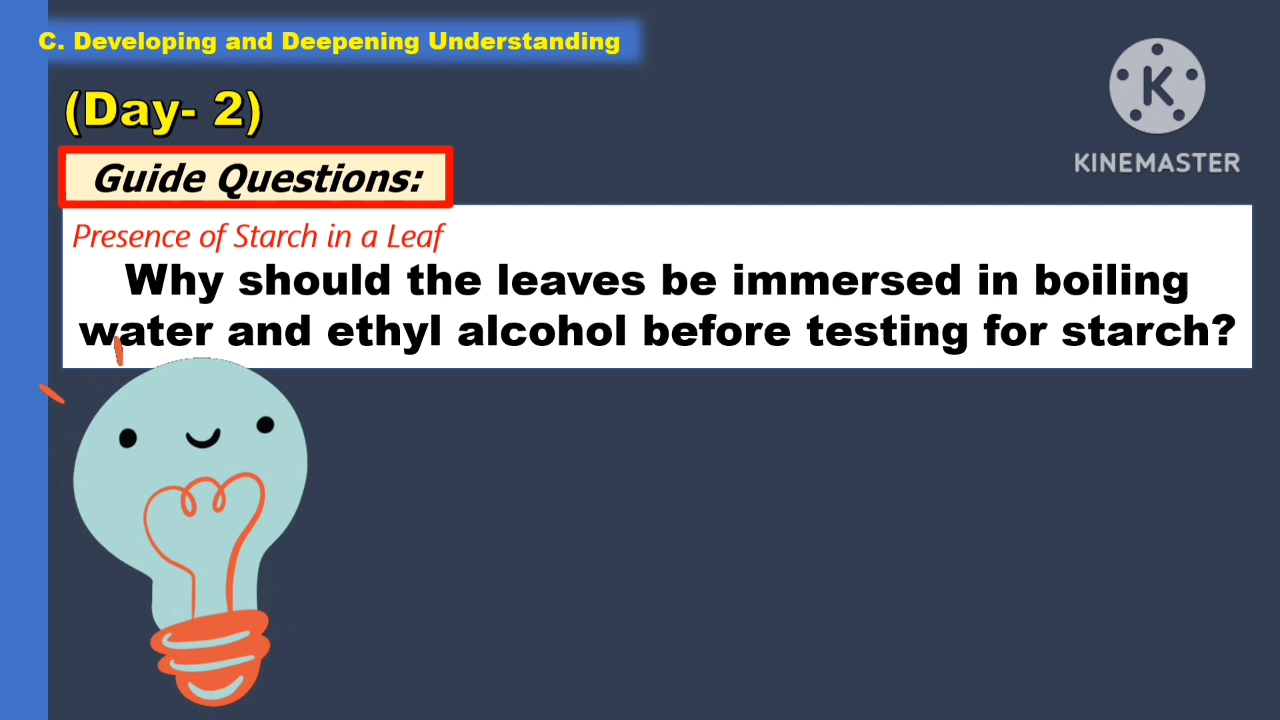 C. Developing and Deepening Understanding
(Day- 2)
K
KINEMASTER
Guide Questions:
Presence of Starch in a Leaf
Why should the leaves be immersed in boiling
water and ethyl alcohol before testing for starch?